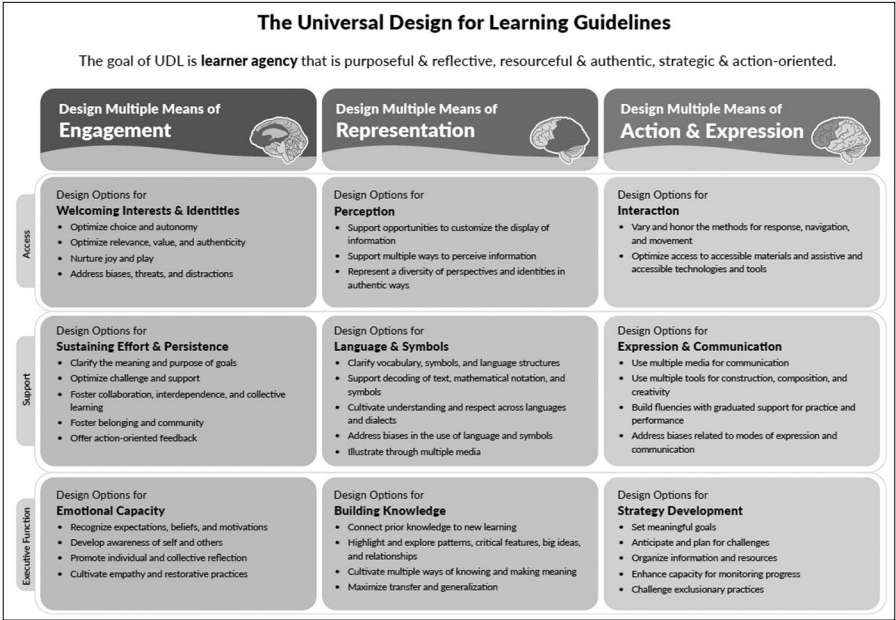 The Universal Design for Learning Guidelines
The goal of UDL is learner agency that is purposeful & reflective, resourceful & authentic, strategic & action-oriented.
Design Multiple Means of
Engagement
Design Multiple Means of
Representation
Design Multiple Means of
Action & Expression
Access
Design Options for
Welcoming Interests & Identities
• Optimize choice and autonomy
• Optimize relevance, value, and authenticity
• Nurture joy and play
• Address biases, threats, and distractions
Design Options for
Perception
• Support opportunities to customize the display of
information
• Support multiple ways to perceive information
• Represent a diversity of perspectives and identities in
authentic ways
Design Options for
Interaction
• Vary and honor the methods for response, navigation,
and movement
• Optimize access to accessible materials and assistive and
accessible technologies and tools
Support
Design Options for
Sustaining Effort & Persistence
• Clarify the meaning and purpose of goals
• Optimize challenge and support
• Foster collaboration, interdependence, and collective
learning
• Foster belonging and community
• Offer action-oriented feedback
Design Options for
Language & Symbols
• Clarify vocabulary, symbols, and language structures
• Support decoding of text, mathematical notation, and
symbols
• Cultivate understanding and respect across languages
and dialects
• Address biases in the use of language and symbols
• Illustrate through multiple media
Design Options for
Expression & Communication
• Use multiple media for communication
• Use multiple tools for construction, composition, and
creativity
• Build fluencies with graduated support for practice and
performance
• Address biases related to modes of expression and
communication
Executive Function
Design Options for
Emotional Capacity
• Recognize expectations, beliefs, and motivations
• Develop awareness of self and others
• Promote individual and collective reflection
• Cultivate empathy and restorative practices
Design Options for
Building Knowledge
• Connect prior knowledge to new learning
• Highlight and explore patterns, critical features, big ideas,
and relationships
• Cultivate multiple ways of knowing and making meaning
• Maximize transfer and generalization
Design Options for
Strategy Development
• Set meaningful goals
• Anticipate and plan for challenges
• Organize information and resources
• Enhance capacity for monitoring progress
• Challenge exclusionary practices